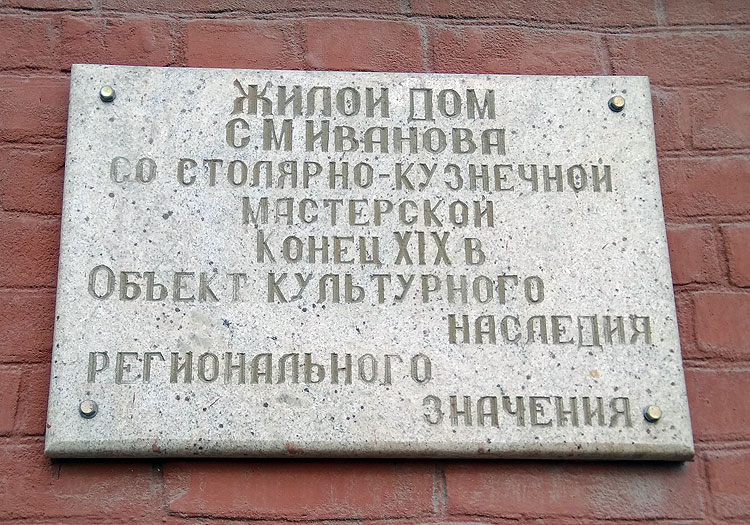 Жилой дом
С.М Иванова
со столярно-кузнечной
мастерской
Конец XIX в
Объект культурного
наследия
регионального
значения